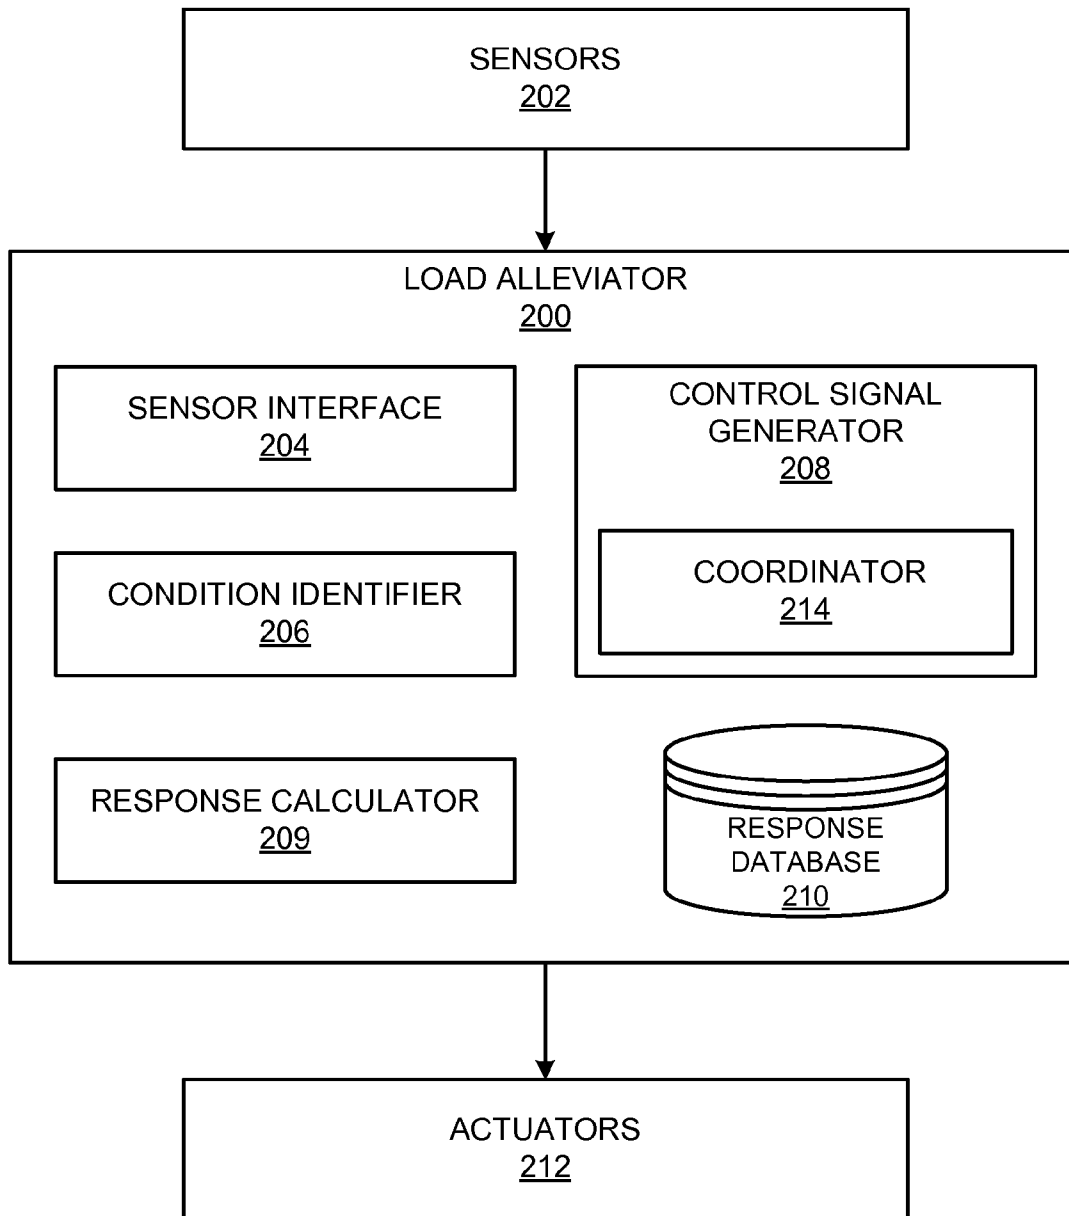 SENSORS
202
LOAD ALLEVIATOR
200
SENSOR INTERFACE
204
CONDITION IDENTIFIER
206
RESPONSE CALCULATOR
209
CONTROL SIGNAL
GENERATOR
208
COORDINATOR
214
RESPONSE
DATABASE
210
ACTUATORS
212